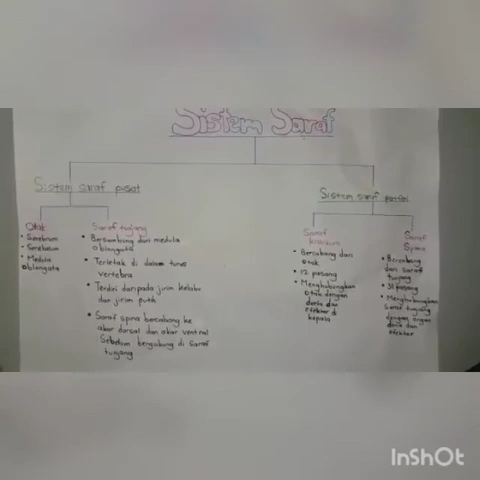 Sistem Saraf
Sistem saraf pusat
Sistem saraf periferi
Otak
• Serebrum
- Serebelum
• Medula
oblongata
Saraf tunjang
• Bersambung dari medula
oblongata
• Terletak di dalam turus
vertebra
• Terdiri daripada jirim kelabu
dan jirim putih
• Saraf spina bercabang ke
akar dorsal dan akar ventral
sebelum bergabung di saraf
tunjang
Saraf
kranium
• Bercabang dari
otak
• 12 pasang
• Menghubungkan
otak dengan
deria dan
efektor di
kepala
Saraf
Spina
• Bercabang
dari saraf
tunjang
• 31 pasang
• Menghubungkan
saraf tunjang
dengan organ
deria dan
efektor
InShOt